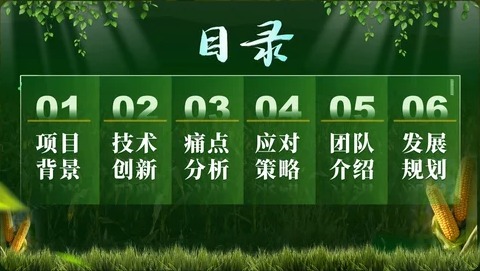 目录
01 02 03 04 05 06
项目 技术 痛点 应对 团队 发展
背景 创新 分析 策略 介绍 规划